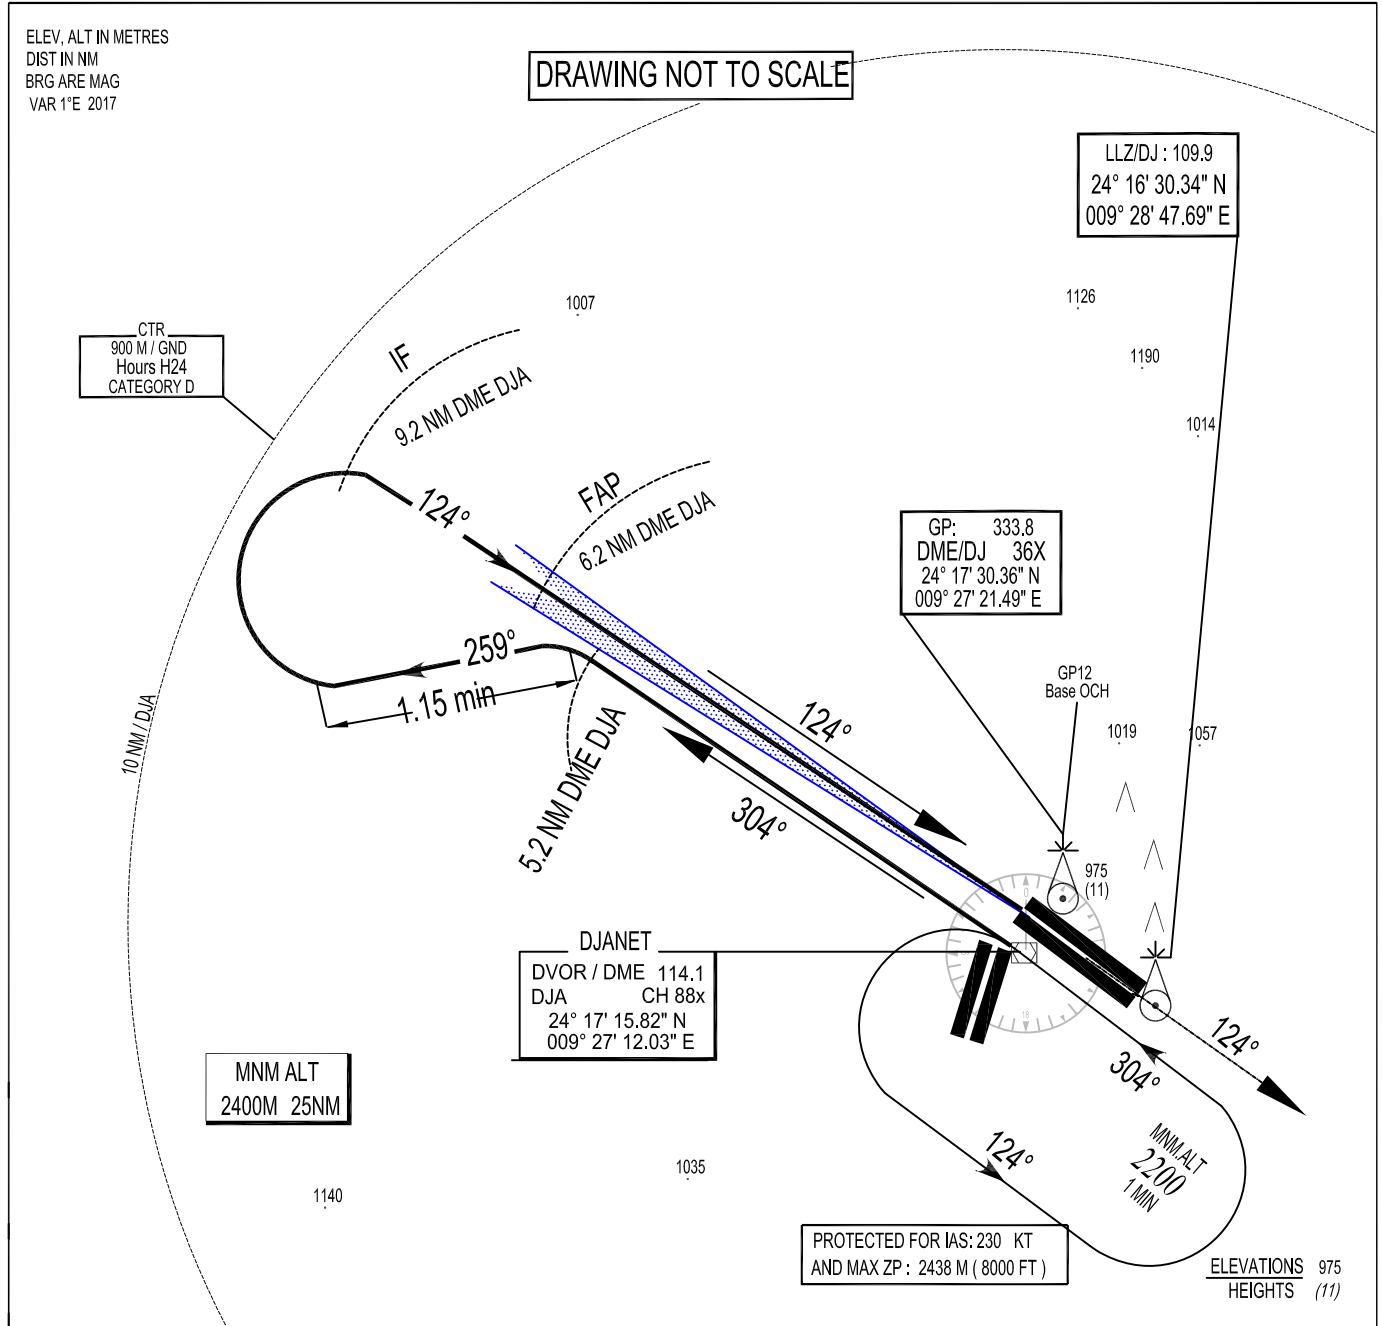 ELEV, ALT IN METRES
DIST IN NM
BRG ARE MAG
VAR 1°E 2017
DRAWING NOT TO SCALE
LLZ/DJ : 109.9
24° 16' 30.34" N
009° 28' 47.69" E
1007
1126
1190
1014
CTR
900 M / GND
Hours H24
CATEGORY D
IF
9.2 NM DME DJA
FAP
6.2 NM DME DJA
124°
GP: 333.8
DME/DJ 36X
24° 17' 30.36" N
009° 27' 21.49" E
259°
1.15 min
GP12
Base OCH
1019
1057
10 NM / DJA
124°
304°
5.2 NM DME DJA
975
(11)
0
18
DJANET
DVOR / DME 114.1
DJA CH 88x
24° 17' 15.82" N
009° 27' 12.03" E
124°
304°
MNM ALT
2400M 25NM
124°
MNM.ALT
2200
1 MIN
1035
1140
PROTECTED FOR IAS: 230 KT
AND MAX ZP : 2438 M ( 8000 FT )
ELEVATIONS 975
HEIGHTS (11)